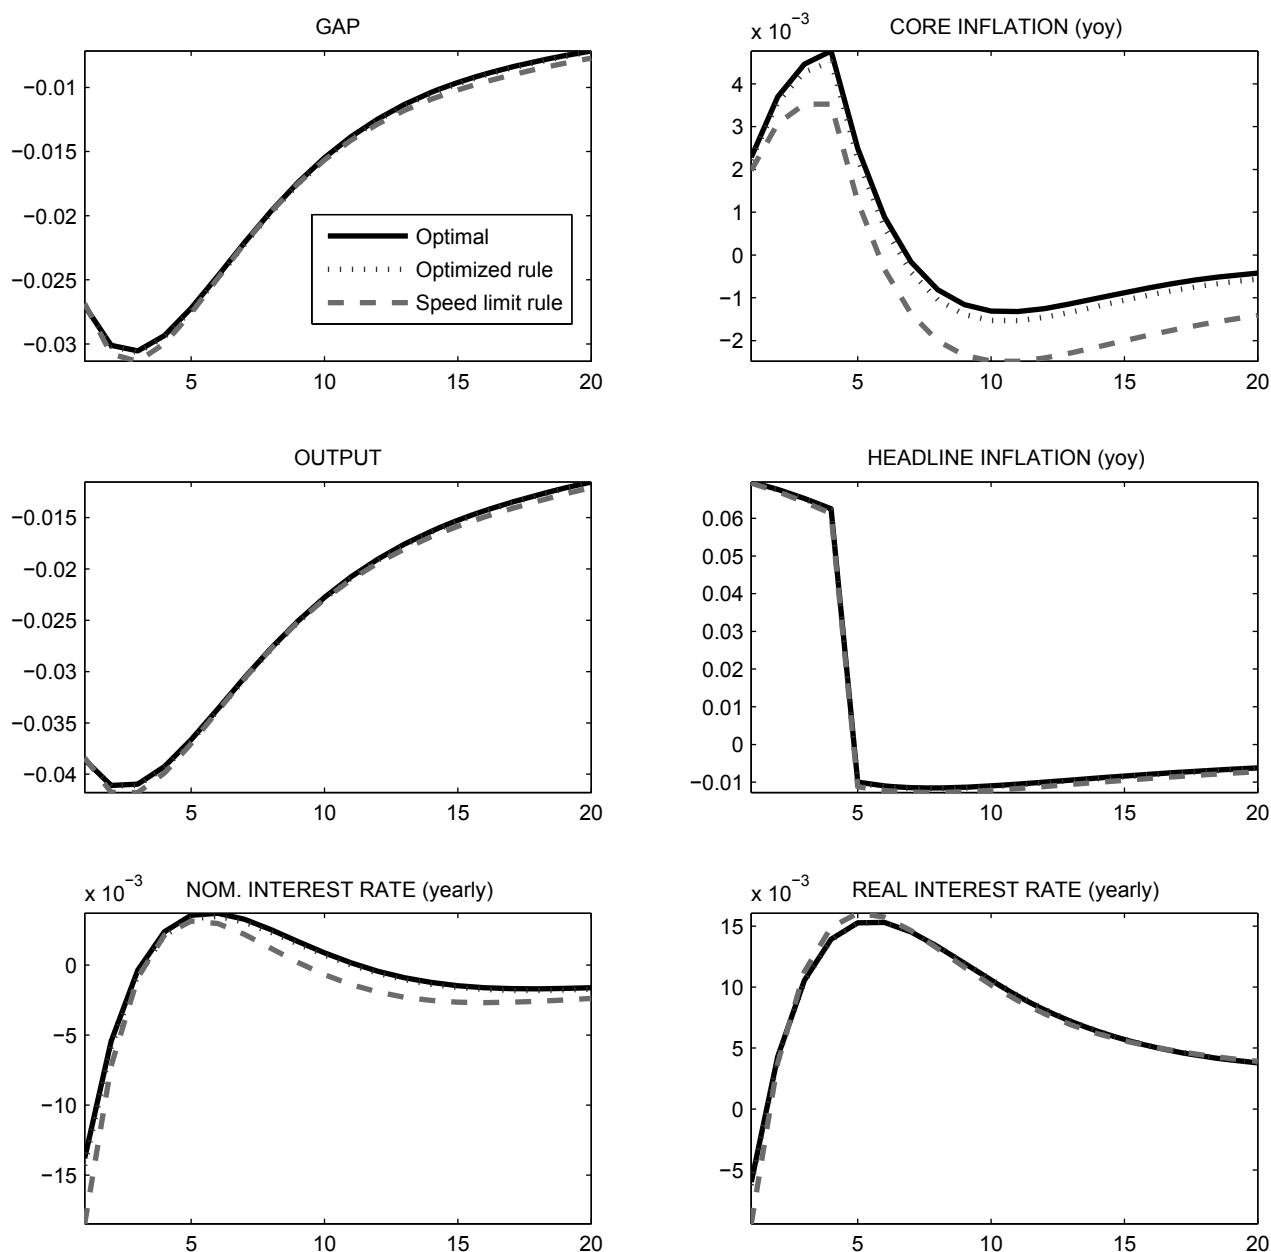 GAP
−0.01
−0.015
−0.02
−0.025
−0.03
5 10 15 20
Optimal
Optimized rule
Speed limit rule
x 10−3
CORE INFLATION (yoy)
4
3
2
1
0
−1
−2
5 10 15 20
OUTPUT
−0.015
−0.02
−0.025
−0.03
−0.035
−0.04
5 10 15 20
HEADLINE INFLATION (yoy)
0.06
0.05
0.04
0.03
0.02
0.01
0
−0.01
5 10 15 20
x 10−3
NOM. INTEREST RATE (yearly)
0
−5
−10
−15
5 10 15 20
x 10−3
REAL INTEREST RATE (yearly)
15
10
5
0
−5
5 10 15 20